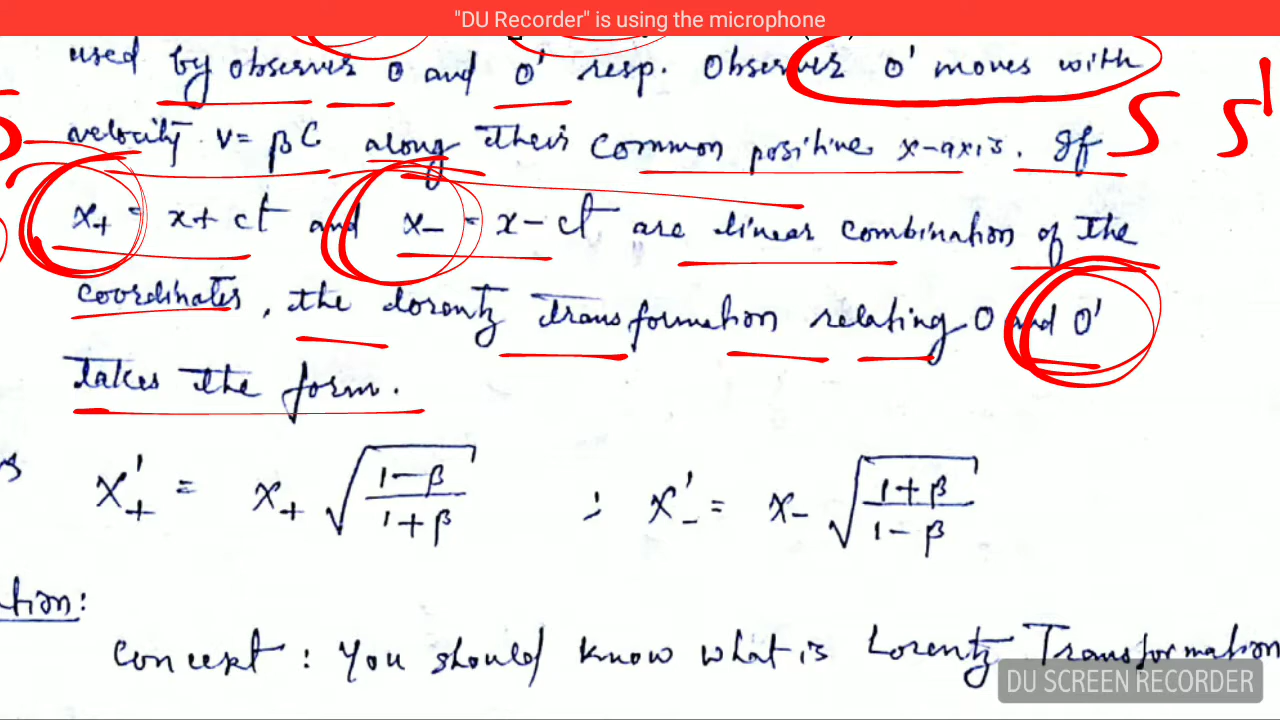 "DU Recorder" is using the microphone
used by observer O and O' resp. Observer O' moves with
velocity v = βC along their common positive x-axis. If
S S'
x₊ = x + ct and x₋ = x - ct are linear combination of the
coordinates, the Lorentz Transformation relating O and O'
takes the form.
x'₊ = x₊ √((1-β)/(1+β)) ; x'₋ = x₋ √((1+β)/(1-β))
tion:
Concept: You should know what is Lorentz Transformation
DU SCREEN RECORDER